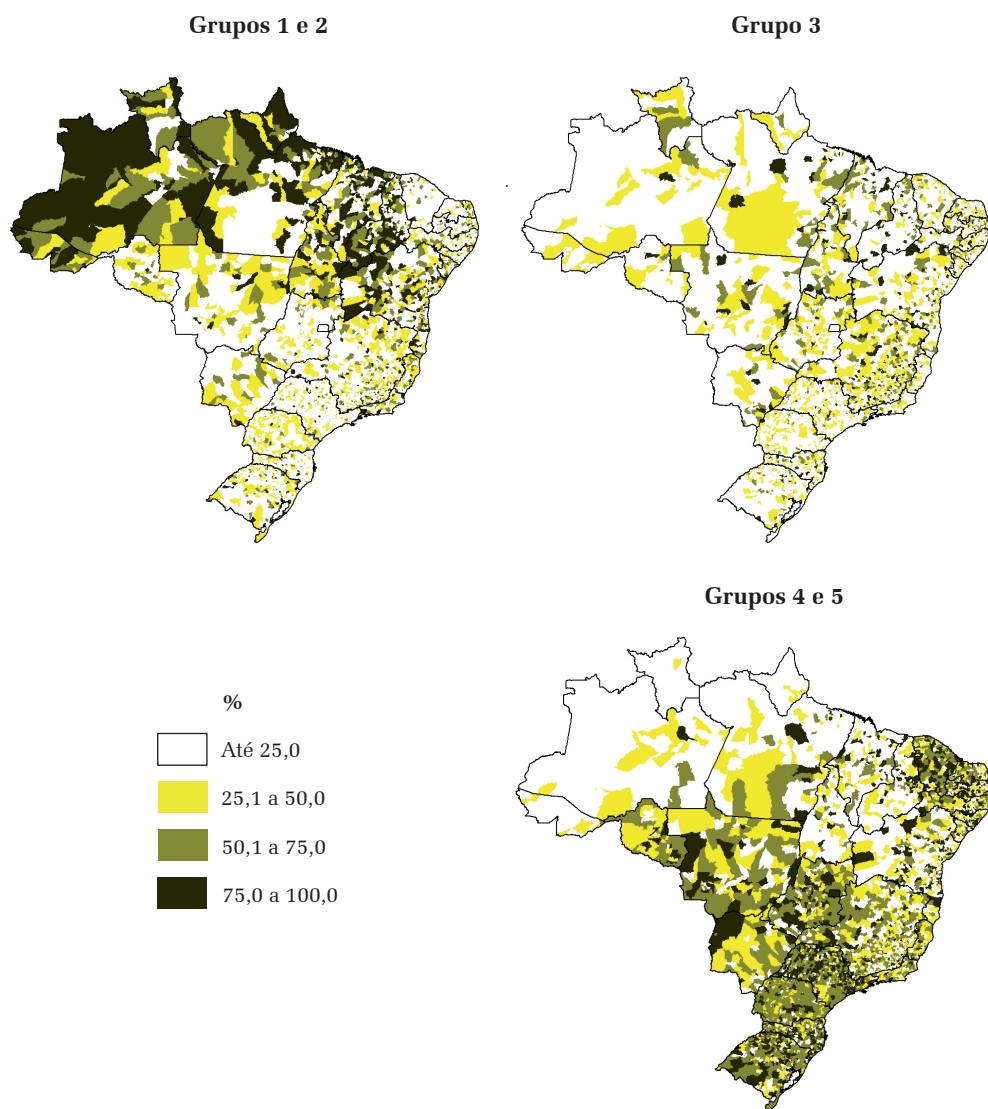 Grupos 1 e 2
Grupo 3
Grupos 4 e 5
%
Até 25,0
25,1 a 50,0
50,1 a 75,0
75,0 a 100,0